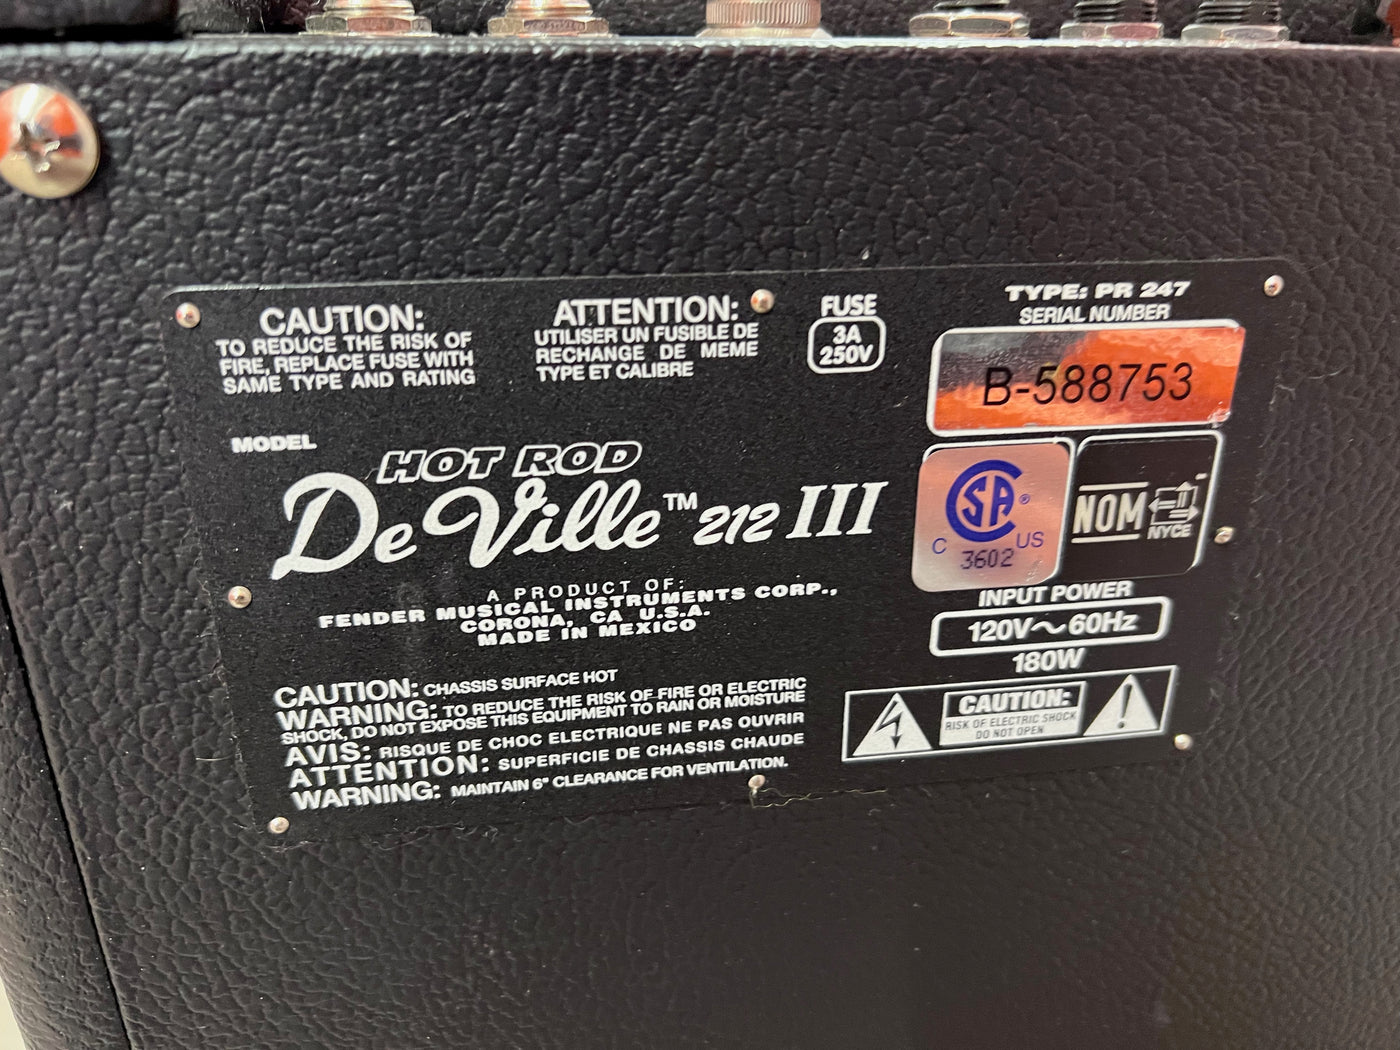 CAUTION:
TO REDUCE THE RISK OF
FIRE, REPLACE FUSE WITH
SAME TYPE AND RATING
ATTENTION:
UTILISER UN FUSIBLE DE
RECHANGE DE MEME
TYPE ET CALIBRE
FUSE
3A
250V
TYPE: PR 247
SERIAL NUMBER
B-588753
MODEL
HOT ROD
DeVille™ 212 III
A PRODUCT OF:
FENDER MUSICAL INSTRUMENTS CORP.,
CORONA, CA U.S.A.
MADE IN MEXICO
CSA®
C US
3602
NOM
NYCE
INPUT POWER
120V～60Hz
180W
CAUTION: CHASSIS SURFACE HOT
WARNING: TO REDUCE THE RISK OF FIRE OR ELECTRIC
SHOCK, DO NOT EXPOSE THIS EQUIPMENT TO RAIN OR MOISTURE
AVIS: RISQUE DE CHOC ELECTRIQUE NE PAS OUVRIR
ATTENTION: SUPERFICIE DE CHASSIS CHAUDE
WARNING: MAINTAIN 6" CLEARANCE FOR VENTILATION.
CAUTION:
RISK OF ELECTRIC SHOCK
DO NOT OPEN